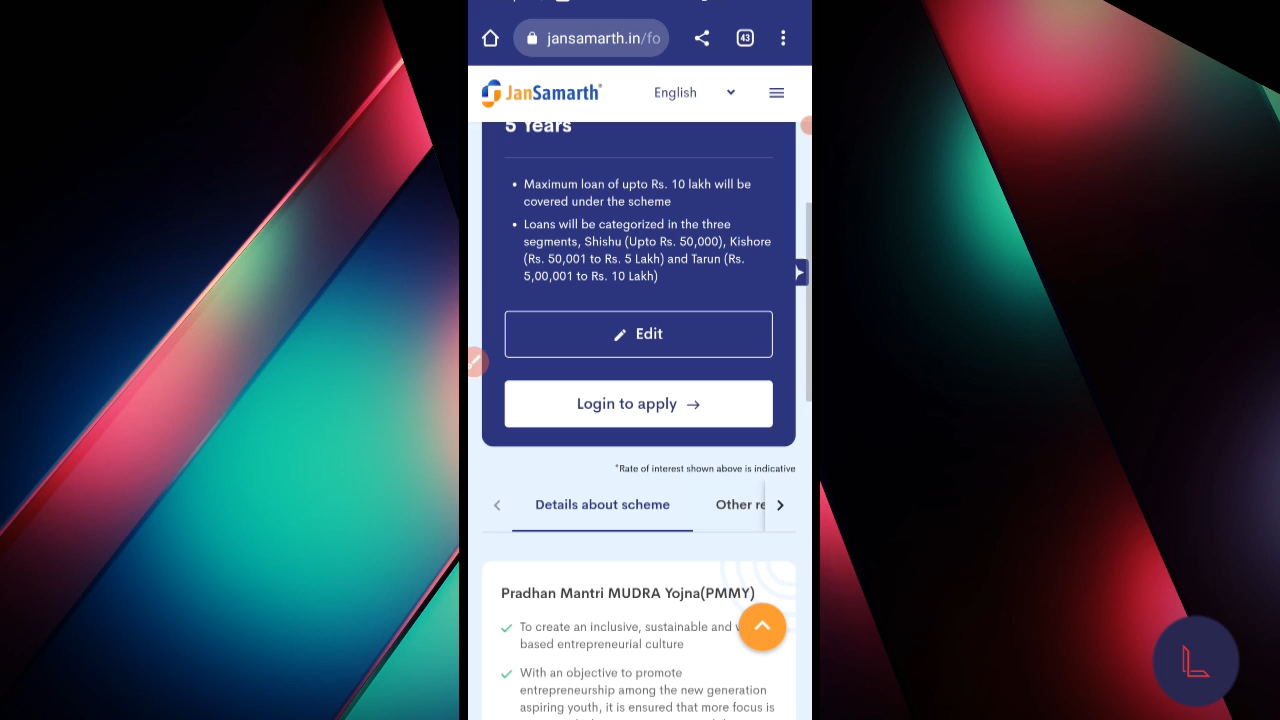 jansamarth.in/fo
43
JanSamarth
English
5 Years
Maximum loan of upto Rs. 10 lakh will be
covered under the scheme
Loans will be categorized in the three
segments, Shishu (Upto Rs. 50,000), Kishore
(Rs. 50,001 to Rs. 5 Lakh) and Tarun (Rs.
5,00,001 to Rs. 10 Lakh)
Edit
Login to apply →
*Rate of interest shown above is indicative
Details about scheme
Other re
Pradhan Mantri MUDRA Yojna(PMMY)
To create an inclusive, sustainable and
based entrepreneurial culture
With an objective to promote
entrepreneurship among the new generation
aspiring youth, it is ensured that more focus is